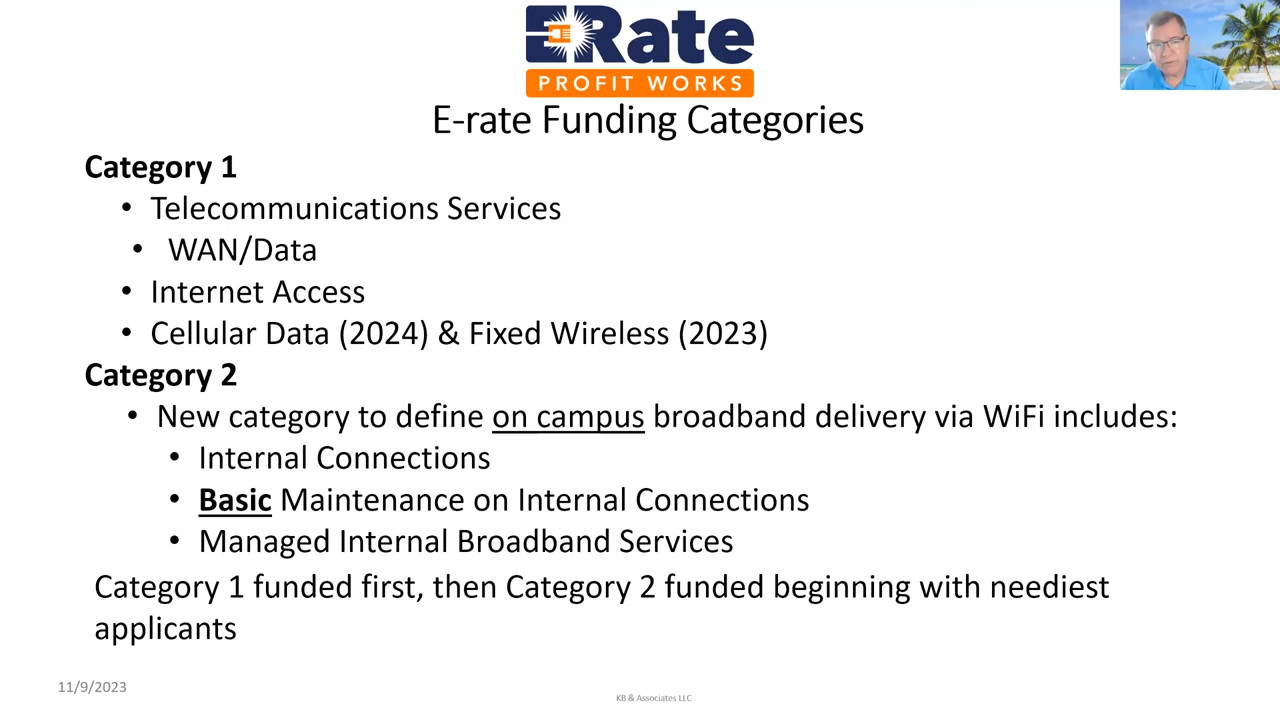 ERate
PROFIT WORKS
E-rate Funding Categories
Category 1
• Telecommunications Services
• WAN/Data
• Internet Access
• Cellular Data (2024) & Fixed Wireless (2023)
Category 2
• New category to define on campus broadband delivery via WiFi includes:
• Internal Connections
• Basic Maintenance on Internal Connections
• Managed Internal Broadband Services
Category 1 funded first, then Category 2 funded beginning with neediest
applicants
11/9/2023
KB & Associates LLC